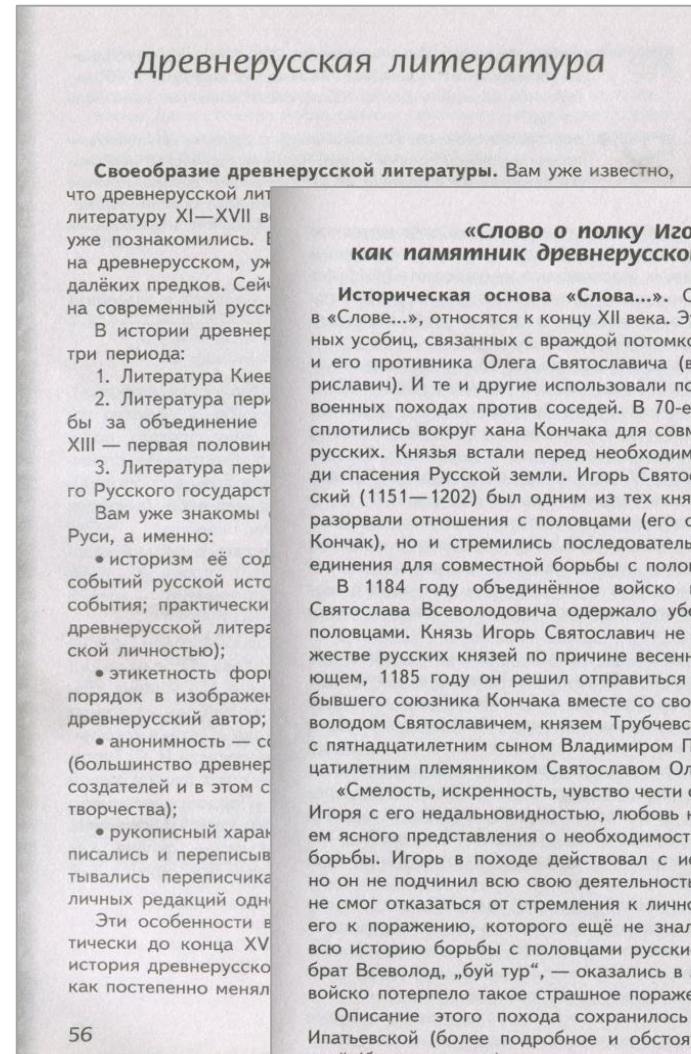 Древнерусская литература
Своеобразие древнерусской литературы. Вам уже известно,
что древнерусской лит
литературу XI—XVII в
уже познакомились.
на древнерусском, уж
далёких предков. Сейч
на современный русск
В истории древнер
три периода:
1. Литература Киев
2. Литература пери
бы за объединение
XIII — первая половин
3. Литература пери
го Русского государст
Вам уже знакомы
Руси, а именно:
• историзм её сод
событий русской исто
события; практически
древнерусской литера
ской личностью);
• этикетность фор
порядок в изображен
древнерусский автор;
• анонимность — со
(большинство древнер
создателей и в этом с
творчества);
• рукописный харак
писались и переписыв
тывались переписчика
личных редакций одн
Эти особенности в
тически до конца XV
история древнерусско
как постепенно менял
56
«Слово о полку Иго
как памятник древнерусско
Историческая основа «Слова...». С
в «Слове...», относятся к концу XII века. Э
ных усобиц, связанных с враждой потомко
и его противника Олега Святославича (в
риславич). И те и другие использовали по
военных походах против соседей. В 70-е
сплотились вокруг хана Кончака для совм
русских. Князья встали перед необходим
ди спасения Русской земли. Игорь Свято
ский (1151—1202) был одним из тех княз
разорвали отношения с половцами (его с
Кончак), но и стремились последователь
единения для совместной борьбы с полов
В 1184 году объединённое войско
Святослава Всеволодовича одержало убе
половцами. Князь Игорь Святославич не
жестве русских князей по причине весенн
ющем, 1185 году он решил отправиться
бывшего союзника Кончака вместе со сво
володом Святославичем, князем Трубчевс
с пятнадцатилетним сыном Владимиром П
цатилетним племянником Святославом Ол
«Смелость, искренность, чувство чести
Игоря с его недальновидностью, любовь
ем ясного представления о необходимост
борьбы. Игорь в походе действовал с
но он не подчинил всю свою деятельность
не смог отказаться от стремления к лично
его к поражению, которого ещё не знал
всю историю борьбы с половцами русски
брат Всеволод, „буй тур“, — оказались в
войско потерпело такое страшное пораже
Описание этого похода сохранилось
Ипатьевской (более подробное и обстоя